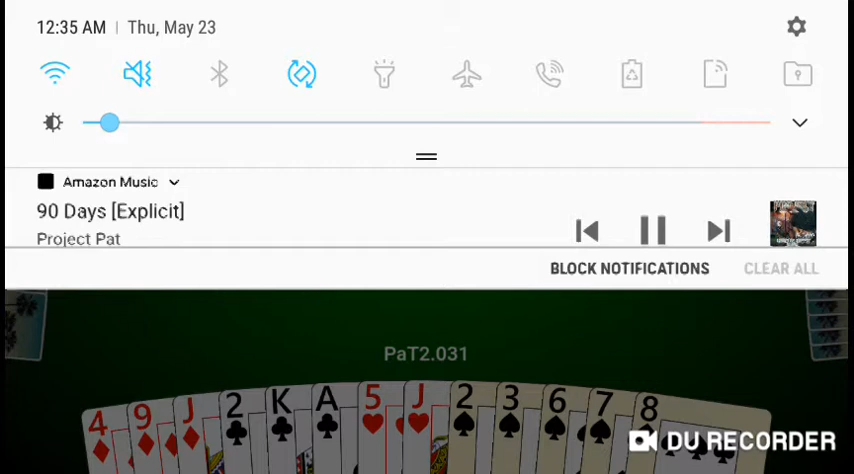 12:35 AM | Thu, May 23
Amazon Music
90 Days [Explicit]
Project Pat
BLOCK NOTIFICATIONS CLEAR ALL
PaT2.031
4 9 J 2 K A 5 J 2 3 6 7 8
DU RECORDER